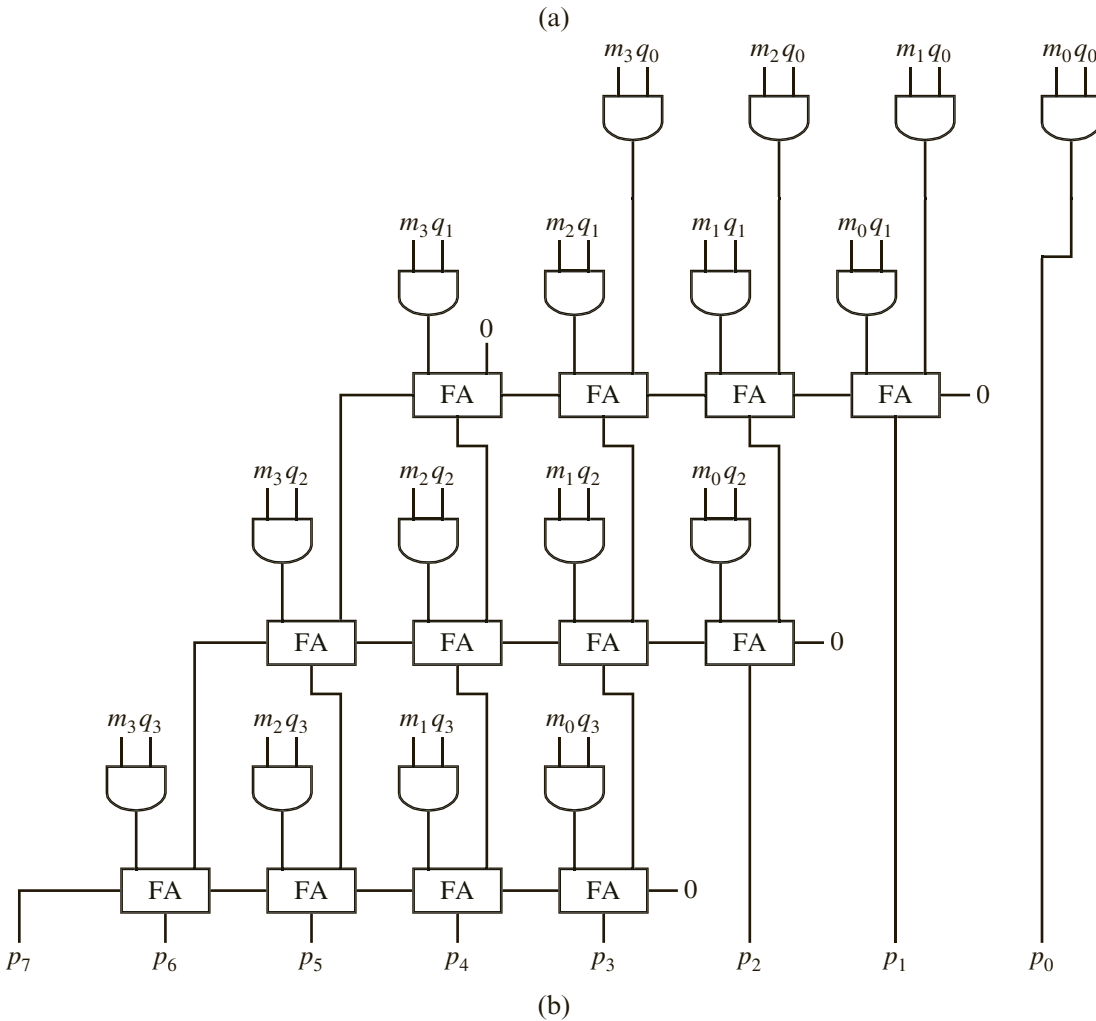 (a)
m₃q₀ m₂q₀ m₁q₀ m₀q₀
m₃q₁ m₂q₁ m₁q₁ m₀q₁
0
FA FA FA FA 0
m₃q₂ m₂q₂ m₁q₂ m₀q₂
FA FA FA FA 0
m₃q₃ m₂q₃ m₁q₃ m₀q₃
FA FA FA FA 0
p₇ p₆ p₅ p₄ p₃ p₂ p₁ p₀
(b)